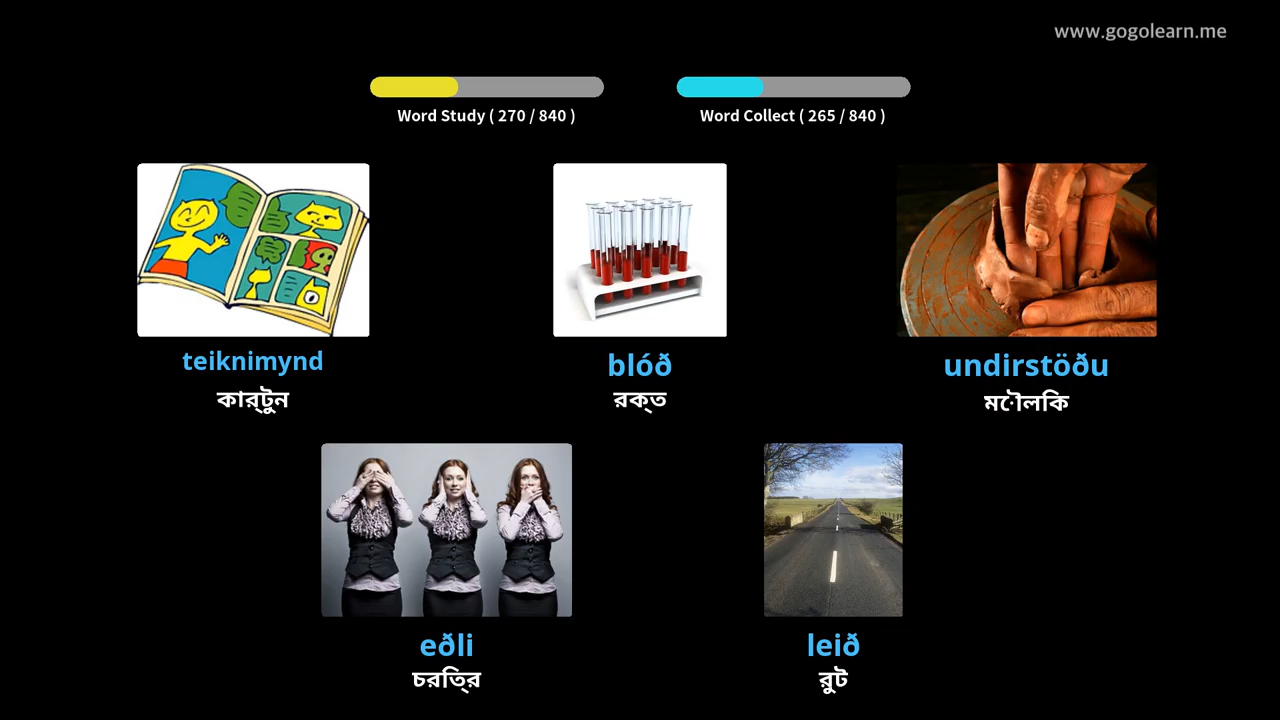 www.gogolearn.me
Word Study ( 270 / 840 )
Word Collect ( 265 / 840 )
teiknimynd
blóð
undirstöðu
কার্টুন
রক্ত
মৌলিক
eðli
leið
চরিত্র
রুট